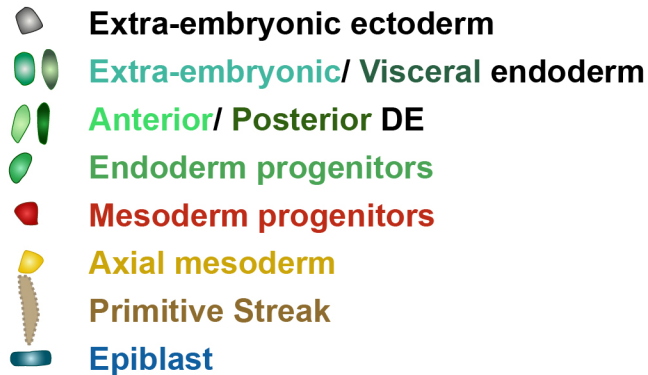 Extra-embryonic ectoderm
Extra-embryonic/ Visceral endoderm
Anterior/ Posterior DE
Endoderm progenitors
Mesoderm progenitors
Axial mesoderm
Primitive Streak
Epiblast